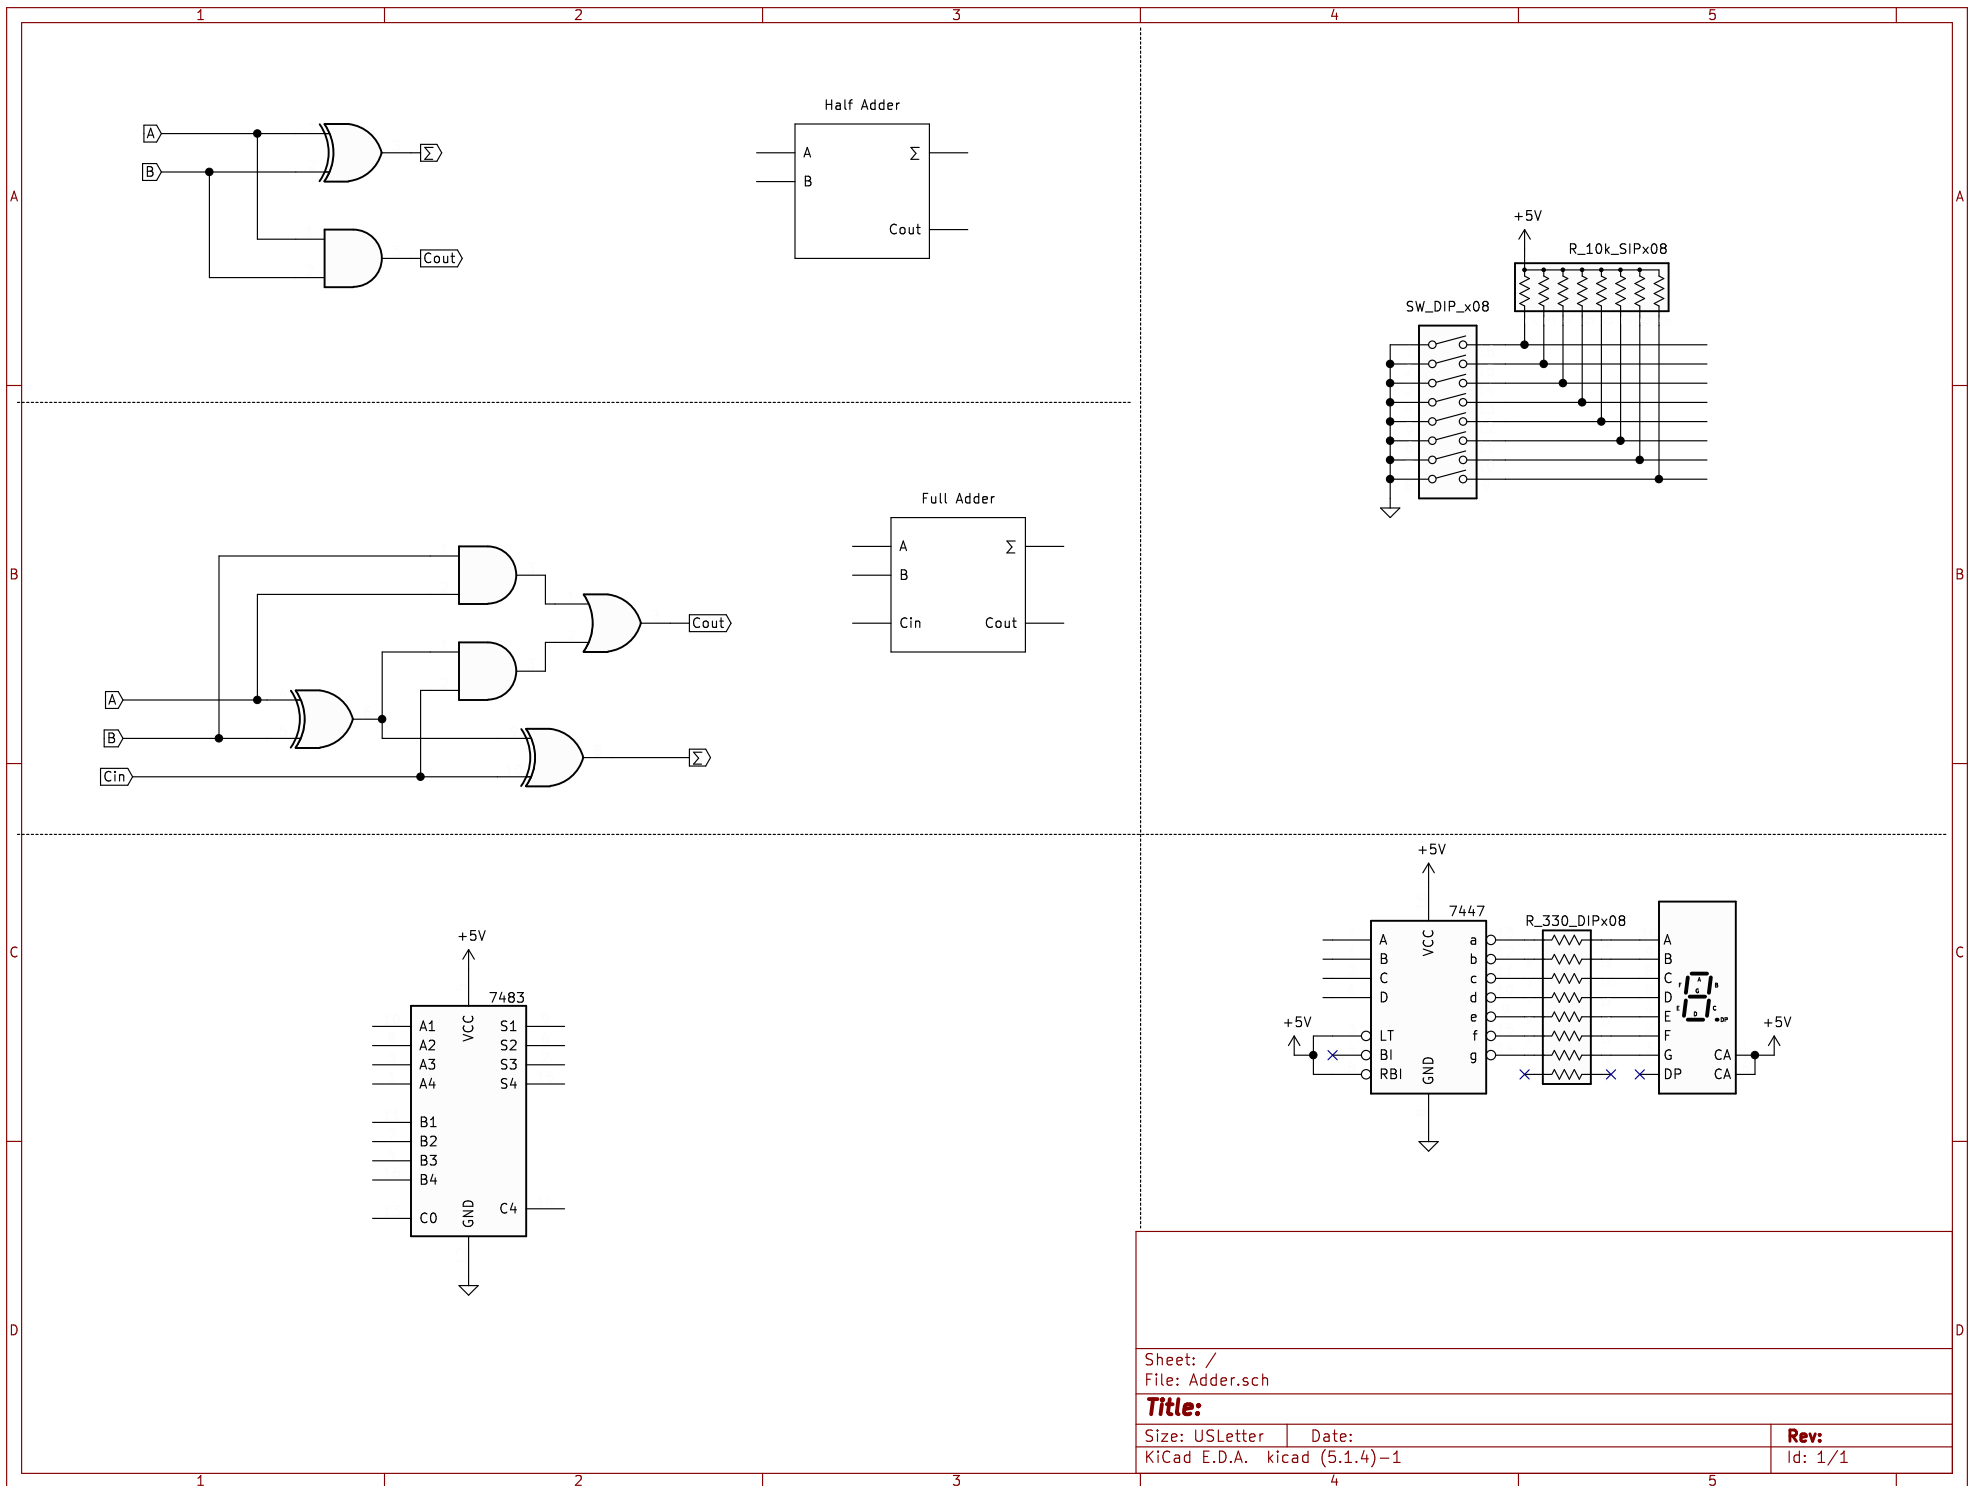 1 2 3 4 5
A
B
C
D
A
B
C
D
A
B
Σ
Cout
Half Adder
A Σ
B
Cout
+5V
R_10k_SIPx08
SW_DIP_x08
A
B
Cin
Cout
Σ
Full Adder
A Σ
B
Cin Cout
+5V
7483
VCC
A1 S1
A2 S2
A3 S3
A4 S4
B1
B2
B3
B4
C4
C0
GND
+5V
7447
VCC
A a
B b
C c
D d
e
LT f
BI g
RBI
GND
+5V
R_330_DIPx08
A
B
C
D
E
F
G CA
DP CA
A
F B
G
E C
D
DP
+5V
Sheet: /
File: Adder.sch
Title:
Size: USLetter Date: Rev:
KiCad E.D.A. kicad (5.1.4)-1 Id: 1/1
1 2 3 4 5